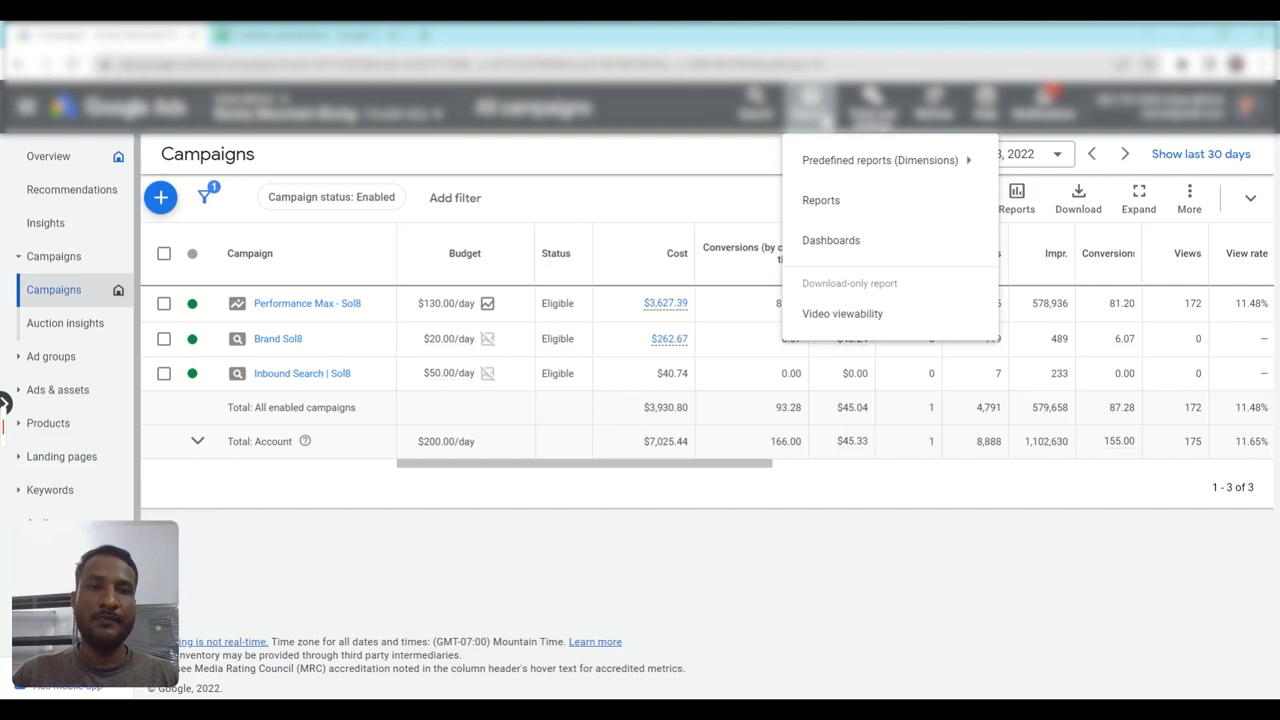 Google Ads
All campaigns
Overview
Recommendations
Insights
Campaigns
Campaigns
Auction insights
Ad groups
Ads & assets
Products
Landing pages
Keywords
Campaigns
3, 2022
Show last 30 days
1
Campaign status: Enabled
Add filter
Reports
Download
Expand
More
Predefined reports (Dimensions)
Reports
Dashboards
Download-only report
Video viewability
Campaign Budget Status Cost Conversions (by c Impr. Conversions Views View rate
Performance Max - Sol8 $130.00/day Eligible $3,627.39 578,936 81.20 172 11.48%
Brand Sol8 $20.00/day Eligible $262.67 489 6.07 0 –
Inbound Search | Sol8 $50.00/day Eligible $40.74 0.00 $0.00 0 7 233 0.00 0 –
Total: All enabled campaigns $3,930.80 93.28 $45.04 1 4,791 579,658 87.28 172 11.48%
Total: Account $200.00/day $7,025.44 166.00 $45.33 1 8,888 1,102,630 155.00 175 11.65%
1 - 3 of 3
ing is not real-time. Time zone for all dates and times: (GMT-07:00) Mountain Time. Learn more
inventory may be provided through third party intermediaries.
see Media Rating Council (MRC) accreditation noted in the column header's hover text for accredited metrics.
© Google, 2022.